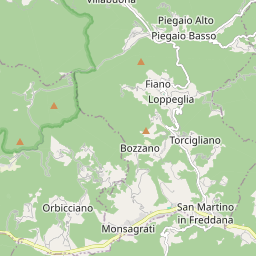 Villabuona
Piegaio Alto
Piegaio Basso
Fiano
Loppeglia
Torcigliano
Bozzano
Orbicciano
San Martino
in Freddana
Monsagrati